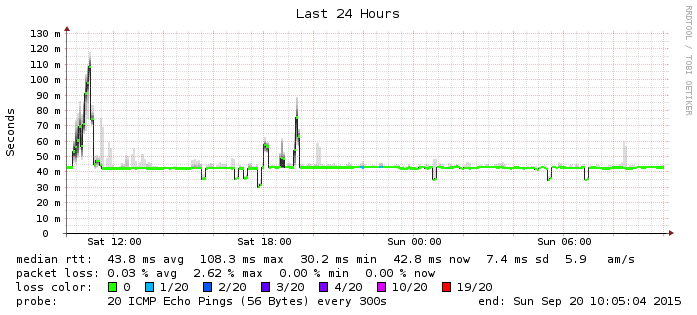 Last 24 Hours
RRDTOOL / TOBI OETIKER
Seconds
130 m
120 m
110 m
100 m
90 m
80 m
70 m
60 m
50 m
40 m
30 m
20 m
10 m
0
Sat 12:00 Sat 18:00 Sun 00:00 Sun 06:00
median rtt: 43.8 ms avg 108.3 ms max 30.2 ms min 42.8 ms now 7.4 ms sd 5.9 am/s
packet loss: 0.03 % avg 2.62 % max 0.00 % min 0.00 % now
loss color: 0 1/20 2/20 3/20 4/20 10/20 19/20
probe: 20 ICMP Echo Pings (56 Bytes) every 300s end: Sun Sep 20 10:05:04 2015